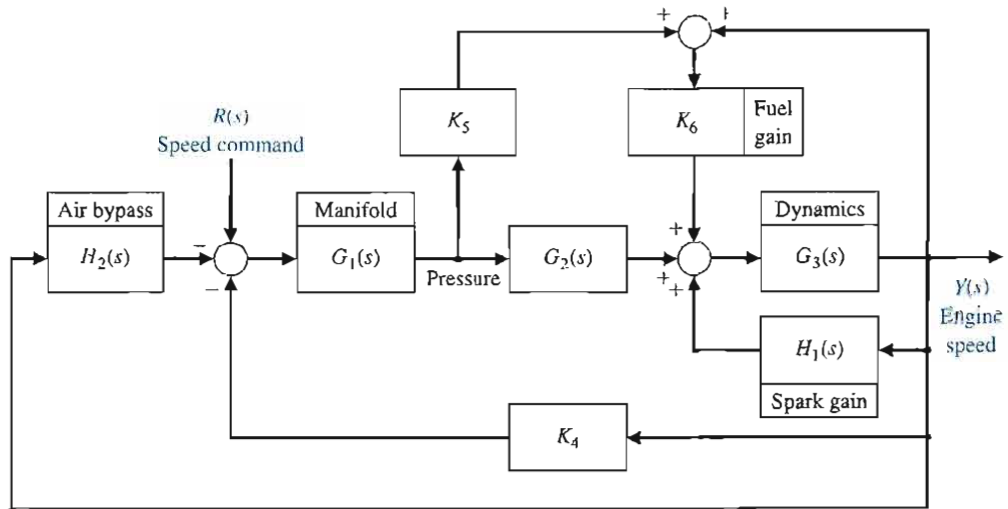 + +
K5
K6
Fuel
gain
R(s)
Speed command
Air bypass
H2(s)
−
−
Manifold
G1(s)
Pressure
G2(s)
+
+
+
Dynamics
G3(s)
Y(s)
Engine
speed
H1(s)
Spark gain
K4